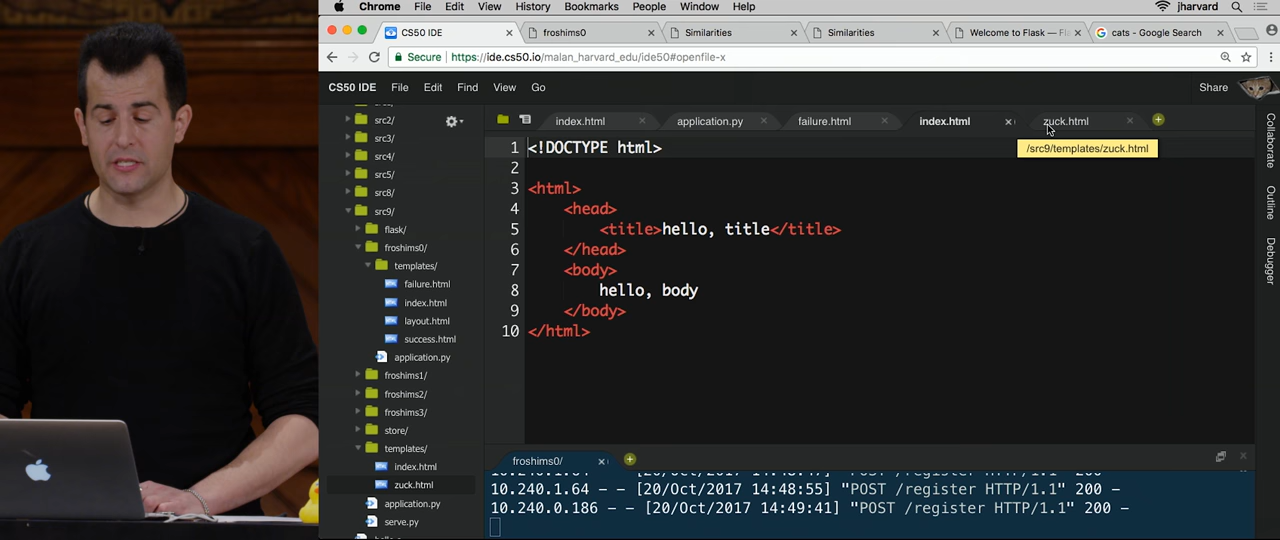 Chrome File Edit View History Bookmarks People Window Help jharvard
CS50 IDE froshims0 Similarities Similarities Welcome to Flask — Fl cats - Google Search
Secure https://ide.cs50.io/malan_harvard_edu/ide50#openfile-x
CS50 IDE File Edit Find View Go Share
index.html application.py failure.html index.html zuck.html
/src9/templates/zuck.html
src2/
src3/
src4/
src5/
src8/
src9/
flask/
froshims0/
templates/
failure.html
index.html
layout.html
success.html
application.py
froshims1/
froshims2/
froshims3/
store/
templates/
index.html
zuck.html
application.py
serve.py
1 <!DOCTYPE html>
2
3 <html>
4 <head>
5 <title>hello, title</title>
6 </head>
7 <body>
8 hello, body
9 </body>
10 </html>
Collaborate
Outline
Debugger
froshims0/
10.240.1.64 - - [20/Oct/2017 14:48:55] "POST /register HTTP/1.1" 200 -
10.240.0.186 - - [20/Oct/2017 14:49:41] "POST /register HTTP/1.1" 200 -